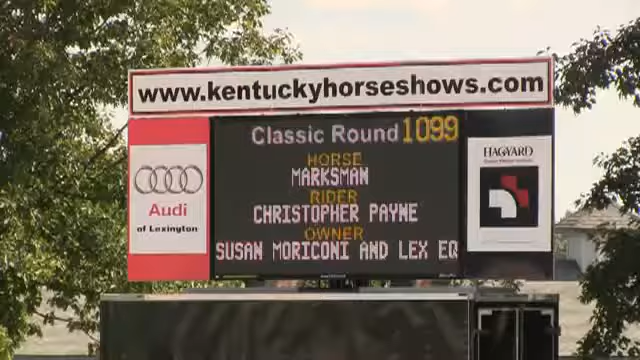 www.kentuckyhorseshows.com
Classic Round 1099
HORSE
MARKSMAN
RIDER
CHRISTOPHER PAYNE
OWNER
SUSAN MORICONI AND LEX EQ
Audi
of Lexington
HAGYARD